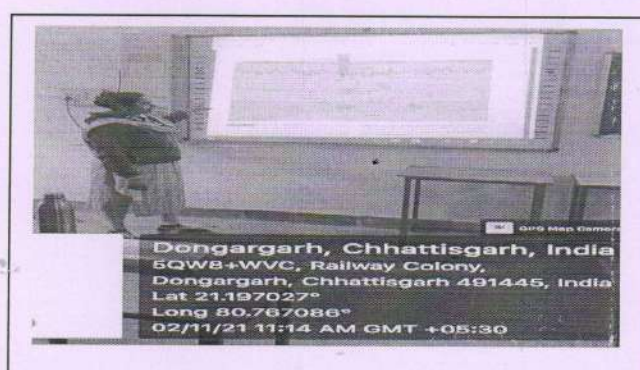 GPS Map Camera
Dongargarh, Chhattisgarh, India
5QW8+WVC, Railway Colony,
Dongargarh, Chhattisgarh 491445, India
Lat 21.197027°
Long 80.767086°
02/11/21 11:14 AM GMT +05:30